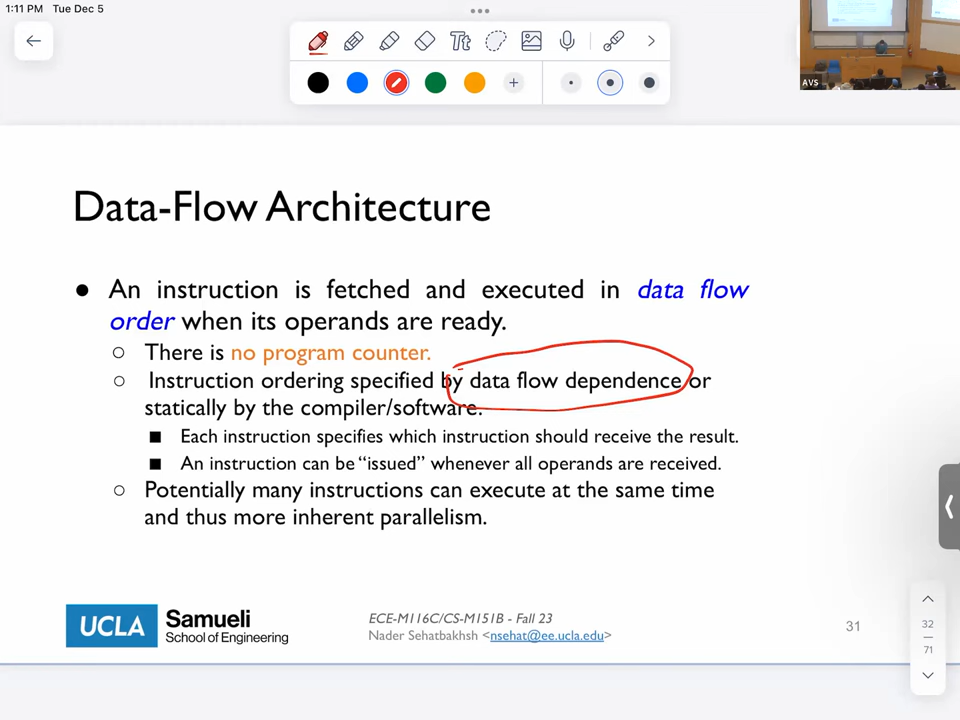 1:11 PM Tue Dec 5
Tt
AVS
Data-Flow Architecture
● An instruction is fetched and executed in data flow
order when its operands are ready.
○ There is no program counter.
○ Instruction ordering specified by data flow dependence or
statically by the compiler/software.
■ Each instruction specifies which instruction should receive the result.
■ An instruction can be “issued” whenever all operands are received.
○ Potentially many instructions can execute at the same time
and thus more inherent parallelism.
UCLA Samueli
School of Engineering
ECE-M116C/CS-M151B - Fall 23
Nader Sehatbakhsh <nsehat@ee.ucla.edu>
31
32
71